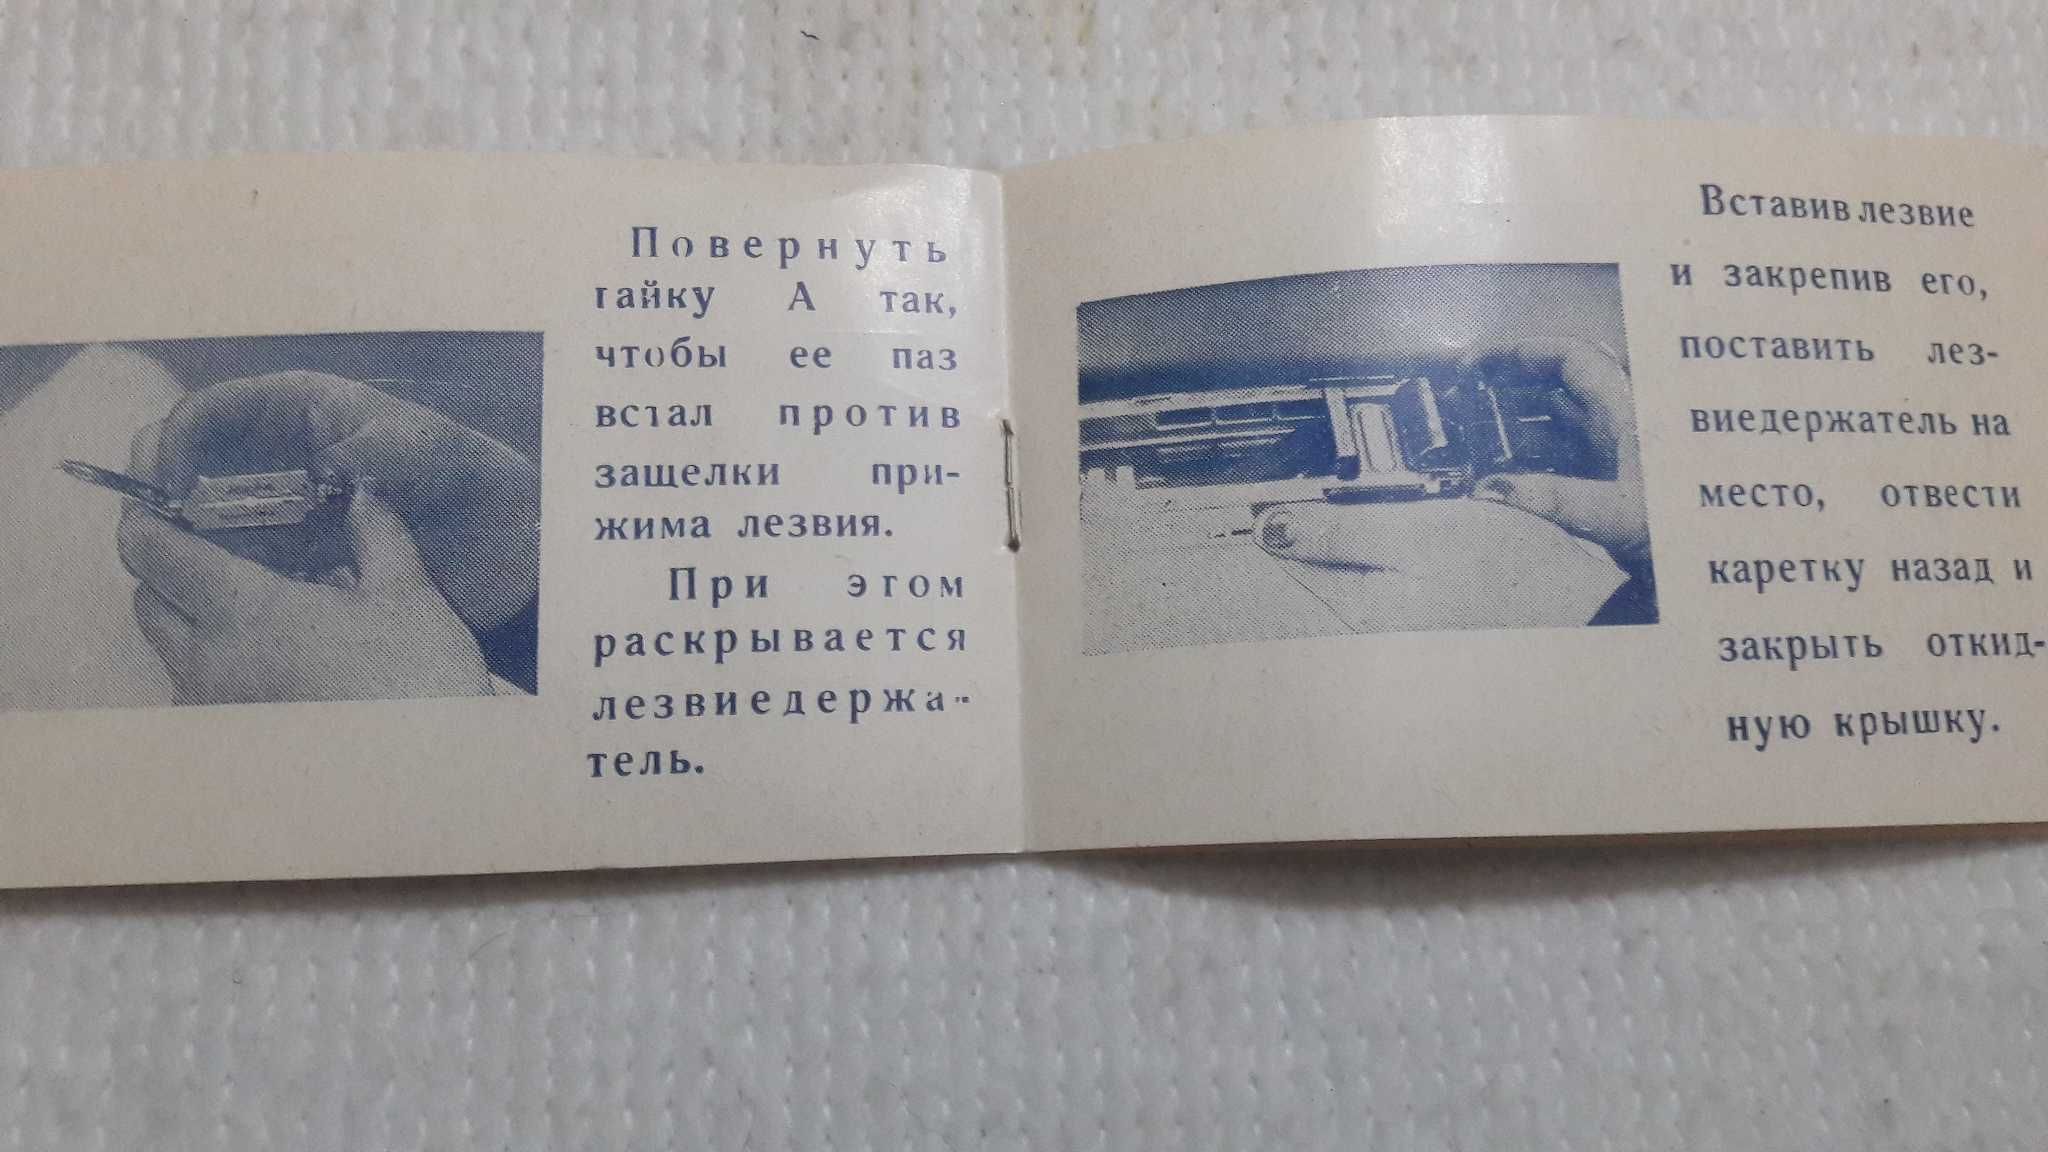 Повернуть
гайку А так,
чтобы ее паз
встал против
защелки при-
жима лезвия.
При этом
раскрывается
лезвиедержа-
тель.
Вставив лезвие
и закрепив его,
поставить лез-
виедержатель на
место, отвести
каретку назад и
закрыть откид-
ную крышку.